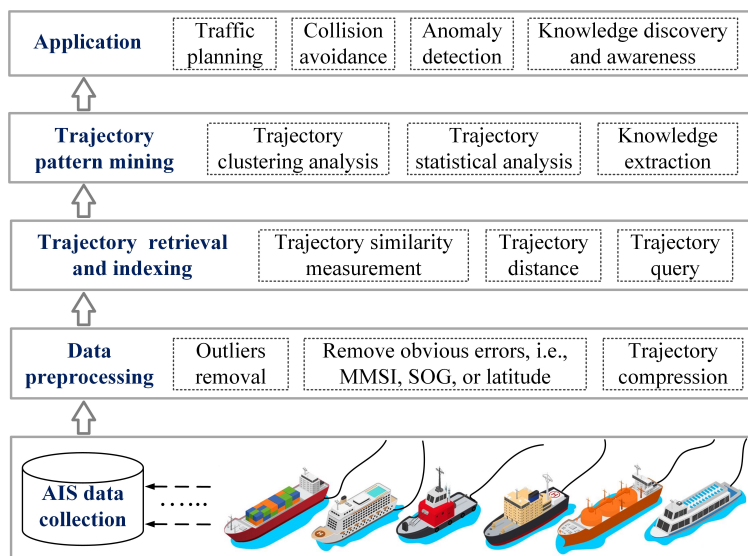 Application
Traffic
planning
Collision
avoidance
Anomaly
detection
Knowledge discovery
and awareness
Trajectory
pattern mining
Trajectory
clustering analysis
Trajectory
statistical analysis
Knowledge
extraction
Trajectory retrieval
and indexing
Trajectory similarity
measurement
Trajectory
distance
Trajectory
query
Data
preprocessing
Outliers
removal
Remove obvious errors, i.e.,
MMSI, SOG, or latitude
Trajectory
compression
AIS data
collection
......